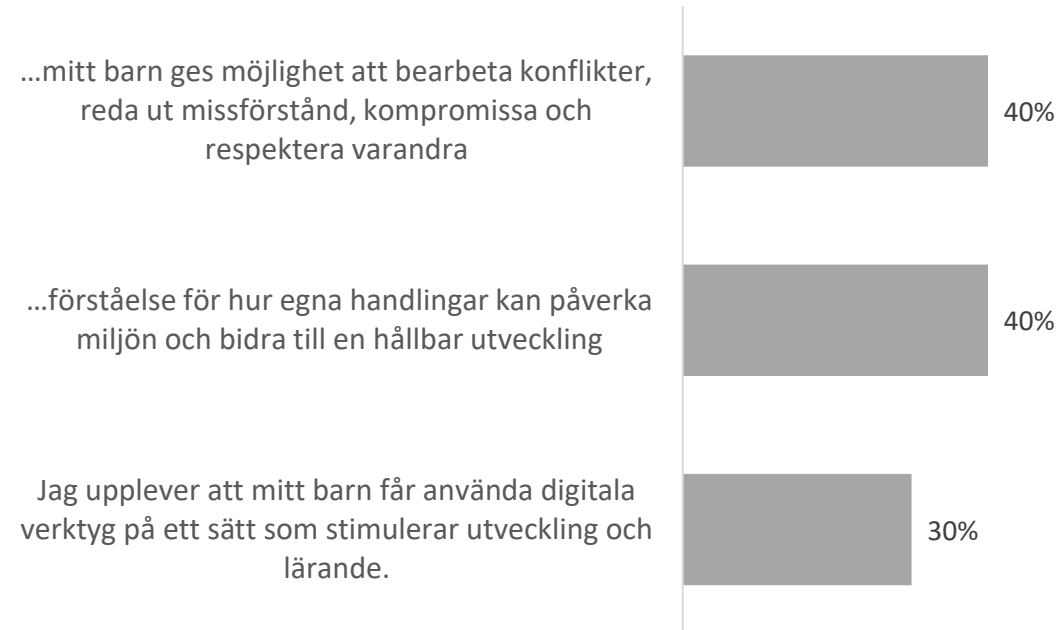 ...mitt barn ges möjlighet att bearbeta konflikter,
reda ut missförstånd, kompromissa och
respektera varandra
40%
...förståelse för hur egna handlingar kan påverka
miljön och bidra till en hållbar utveckling
40%
Jag upplever att mitt barn får använda digitala
verktyg på ett sätt som stimulerar utveckling och
lärande.
30%